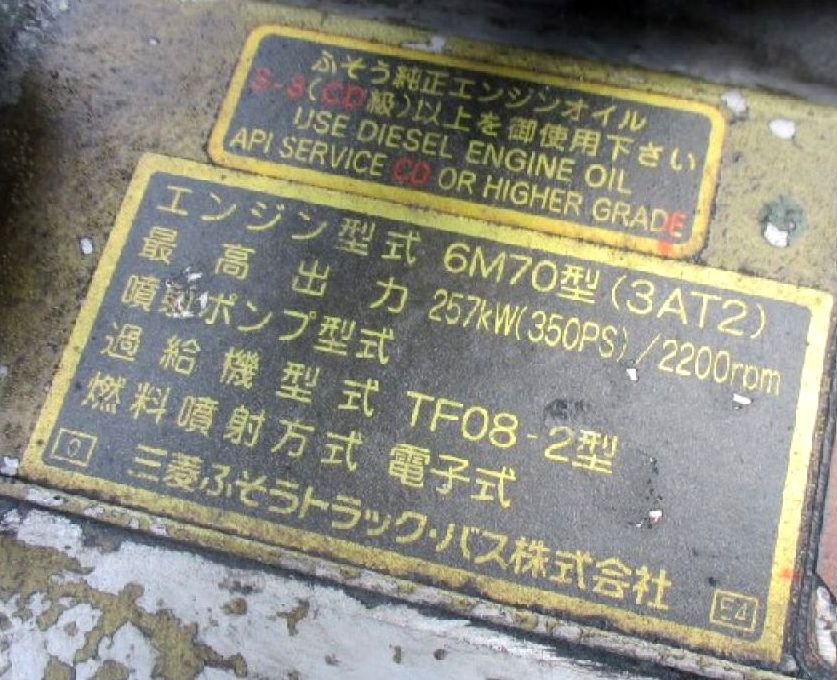 ふそう純正エンジンオイル
S-3(CD級)以上を御使用下さい
USE DIESEL ENGINE OIL
API SERVICE CD OR HIGHER GRADE
エンジン型式 6M70型(3AT2)
最高出力 257kW(350PS)/2200rpm
噴射ポンプ型式
過給機型式 TF08-2型
燃料噴射方式 電子式
三菱ふそうトラック・バス株式会社
0
54